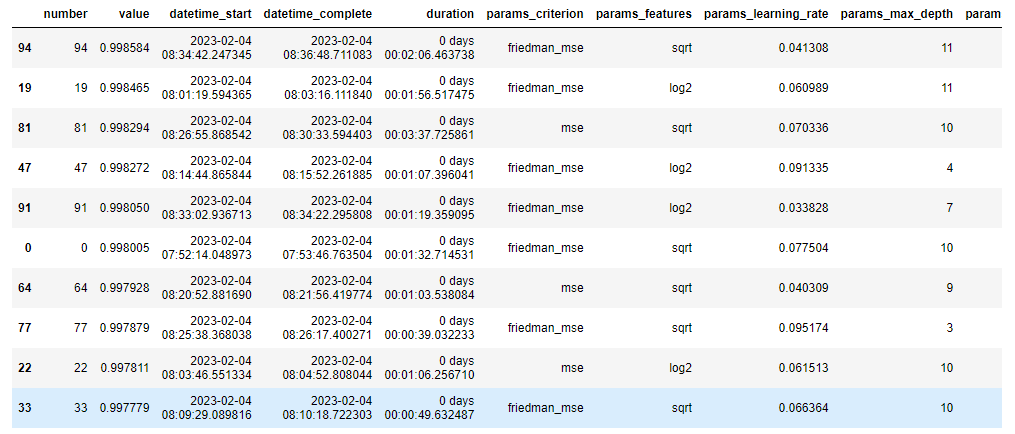 number value datetime_start datetime_complete duration params_criterion params_features params_learning_rate params_max_depth param
94 94 0.998584 2023-02-04 08:34:42.247345 2023-02-04 08:36:48.711083 0 days 00:02:06.463738 friedman_mse sqrt 0.041308 11
19 19 0.998465 2023-02-04 08:01:19.594365 2023-02-04 08:03:16.111840 0 days 00:01:56.517475 friedman_mse log2 0.060989 11
81 81 0.998294 2023-02-04 08:26:55.868542 2023-02-04 08:30:33.594403 0 days 00:03:37.725861 mse sqrt 0.070336 10
47 47 0.998272 2023-02-04 08:14:44.865844 2023-02-04 08:15:52.261885 0 days 00:01:07.396041 friedman_mse log2 0.091335 4
91 91 0.998050 2023-02-04 08:33:02.936713 2023-02-04 08:34:22.295808 0 days 00:01:19.359095 friedman_mse log2 0.033828 7
0 0 0.998005 2023-02-04 07:52:14.048973 2023-02-04 07:53:46.763504 0 days 00:01:32.714531 friedman_mse sqrt 0.077504 10
64 64 0.997928 2023-02-04 08:20:52.881690 2023-02-04 08:21:56.419774 0 days 00:01:03.538084 mse sqrt 0.040309 9
77 77 0.997879 2023-02-04 08:25:38.368038 2023-02-04 08:26:17.400271 0 days 00:00:39.032233 friedman_mse sqrt 0.095174 3
22 22 0.997811 2023-02-04 08:03:46.551334 2023-02-04 08:04:52.808044 0 days 00:01:06.256710 mse log2 0.061513 10
33 33 0.997779 2023-02-04 08:09:29.089816 2023-02-04 08:10:18.722303 0 days 00:00:49.632487 friedman_mse sqrt 0.066364 10